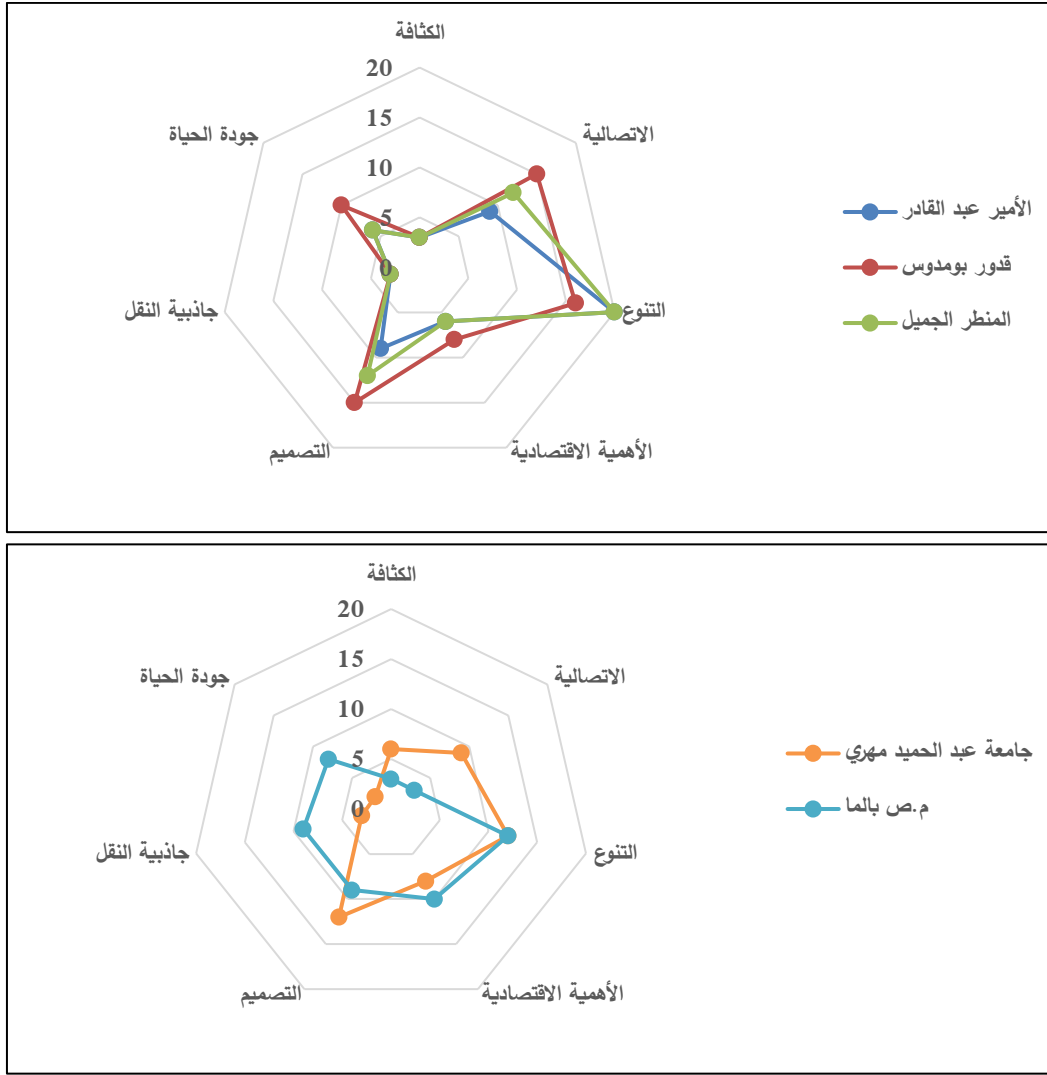 الكثافة
20
15
10
5
0
جودة الحياة
الاتصالية
التنوع
جاذبية النقل
التصميم
الأهمية الاقتصادية
الأمير عبد القادر
قدور بومدوس
المنطر الجميل
الكثافة
20
15
10
5
0
جودة الحياة
الاتصالية
التنوع
جاذبية النقل
التصميم
الأهمية الاقتصادية
جامعة عبد الحميد مهري
م.ص بالما